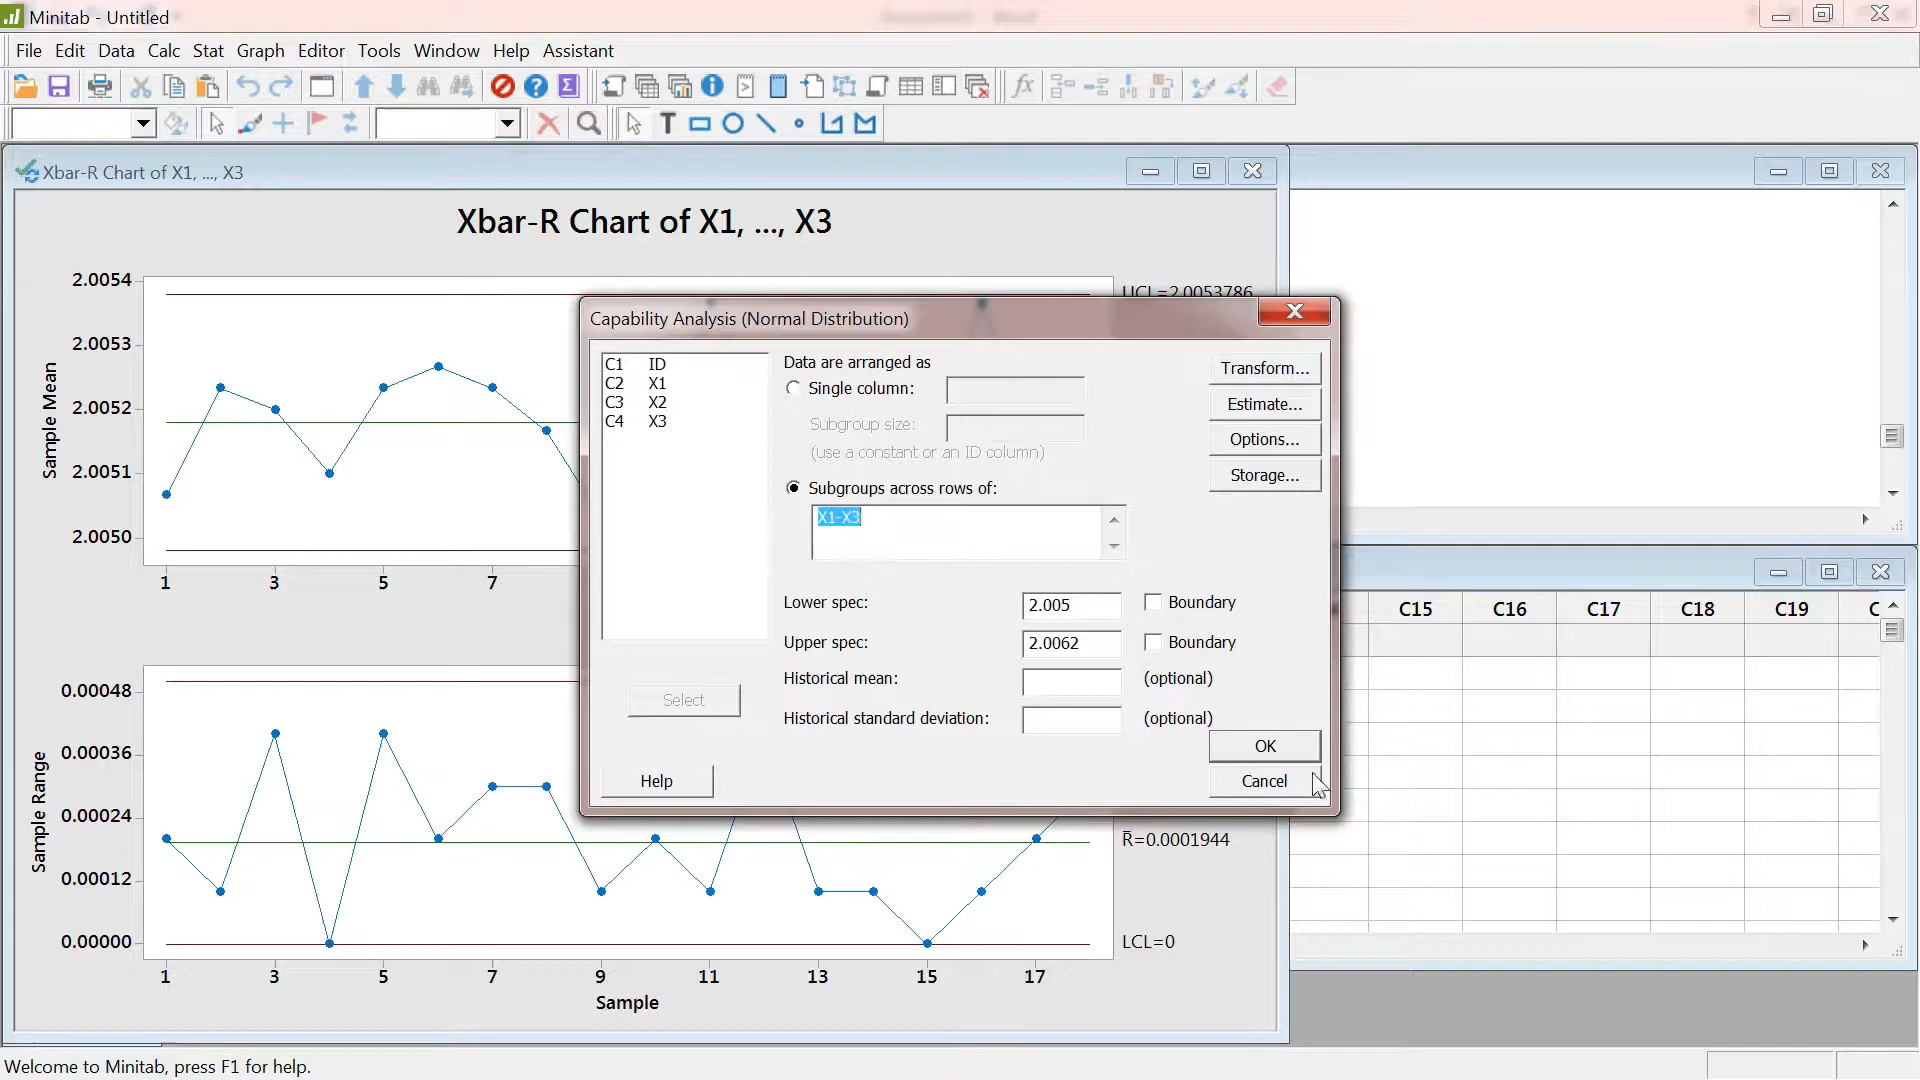 Minitab - Untitled
File Edit Data Calc Stat Graph Editor Tools Window Help Assistant
Xbar-R Chart of X1, ..., X3
Xbar-R Chart of X1, ..., X3
Sample Mean
2.0054
2.0053
2.0052
2.0051
2.0050
1 3 5 7
UCL=2.0053786
Sample Range
0.00048
0.00036
0.00024
0.00012
0.00000
R̄=0.0001944
LCL=0
1 3 5 7 9 11 13 15 17
Sample
Capability Analysis (Normal Distribution)
C1 ID
C2 X1
C3 X2
C4 X3
Data are arranged as
Single column:
Subgroup size:
(use a constant or an ID column)
Subgroups across rows of:
X1-X3
Lower spec: 2.005 Boundary
Upper spec: 2.0062 Boundary
Historical mean: (optional)
Historical standard deviation: (optional)
Transform...
Estimate...
Options...
Storage...
Select
Help
OK
Cancel
C15 C16 C17 C18 C19 C
Welcome to Minitab, press F1 for help.